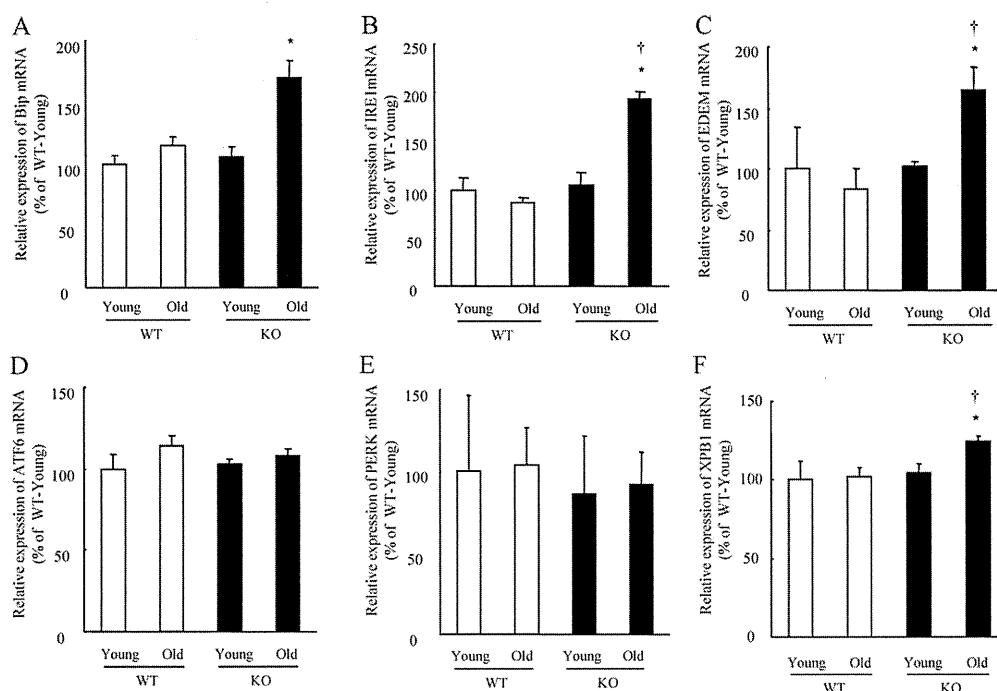 A
Relative expression of Bip mRNA
(% of WT-Young)
200
150
100
50
0
*
Young Old Young Old
WT KO
B
Relative expression of IRE1mRNA
(% of WT-Young)
250
200
150
100
50
0
†
*
Young Old Young Old
WT KO
C
Relative expression of EDEM mRNA
(% of WT-Young)
200
150
100
50
0
†
*
Young Old Young Old
WT KO
D
Relative expression of ATF6 mRNA
(% of WT-Young)
150
100
50
0
Young Old Young Old
WT KO
E
Relative expression of PERK mRNA
(% of WT-Young)
150
100
50
0
Young Old Young Old
WT KO
F
Relative expression of XPB1 mRNA
(% of WT-Young)
150
100
50
0
†
*
Young Old Young Old
WT KO